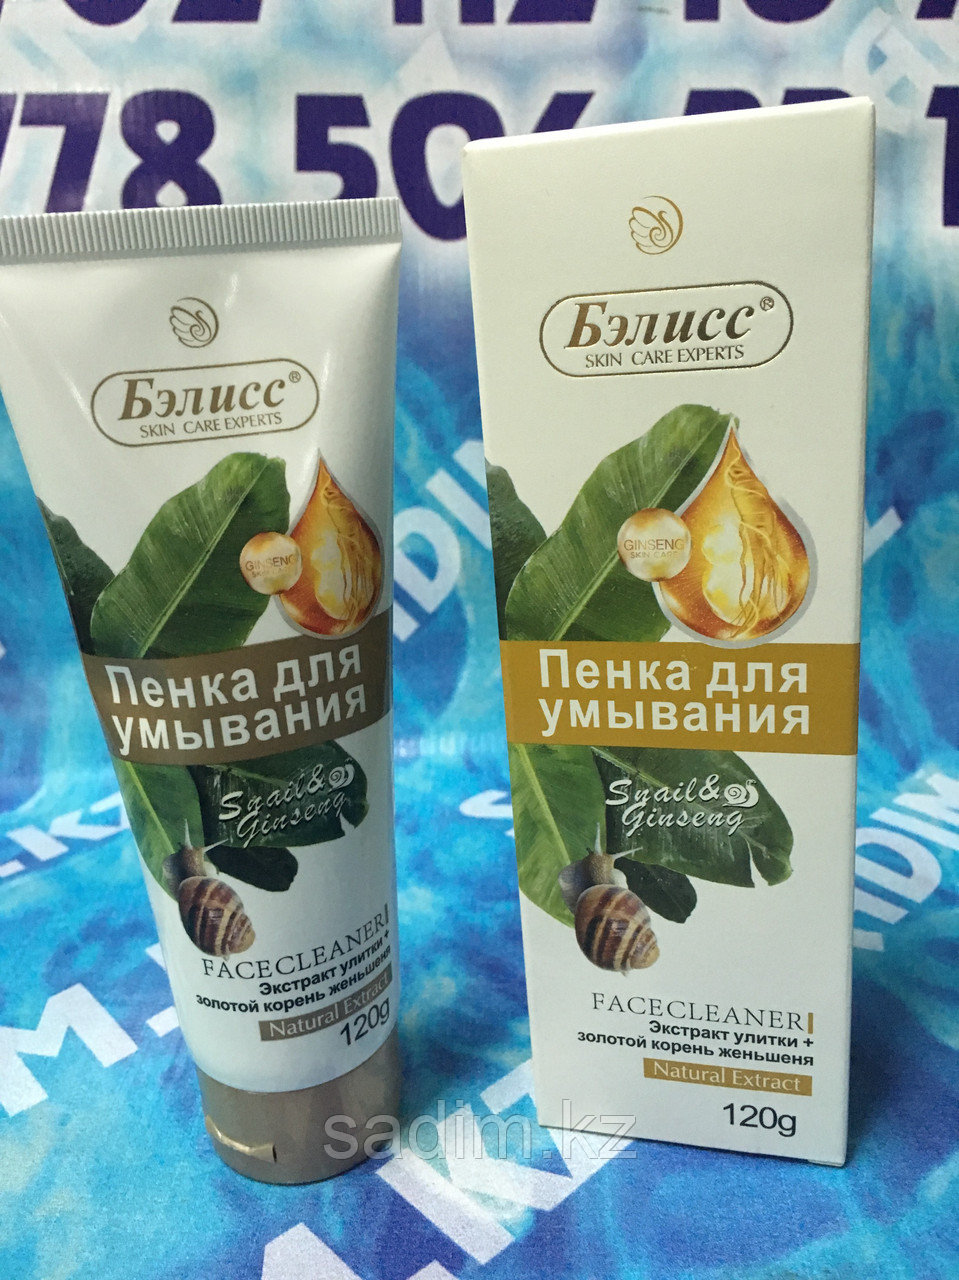 Бэлисс®
SKIN CARE EXPERTS
GINSENG
SKIN CARE
Пенка для
умывания
Snail&
Ginseng
FACECLEANER
Экстракт улитки +
золотой корень женьшеня
Natural Extract
120g
Бэлисс®
SKIN CARE EXPERTS
GINSENG
SKIN CARE
Пенка для
умывания
Snail&
Ginseng
FACECLEANER
Экстракт улитки +
золотой корень женьшеня
Natural Extract
120g
sadim.kz